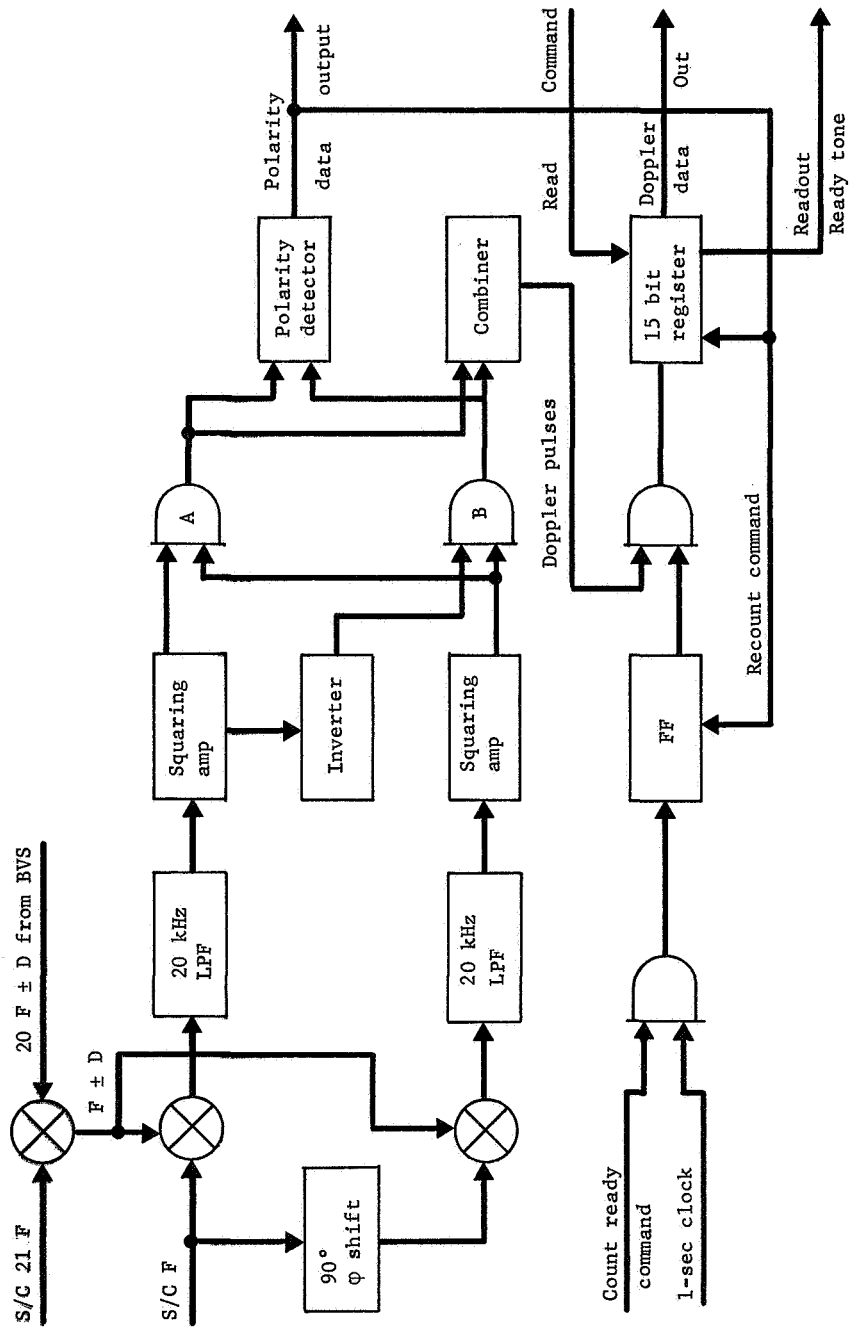 S/C 21 F
20 F ± D from BVS
F ± D
S/C F
90°
φ shift
20 kHz
LPF
20 kHz
LPF
Squaring
amp
Inverter
Squaring
amp
A
B
Polarity
detector
Combiner
Polarity
data
output
Doppler pulses
Count ready
command
1-sec clock
FF
Recount command
15 bit
register
Read
Command
Doppler
data
Out
Readout
Ready tone